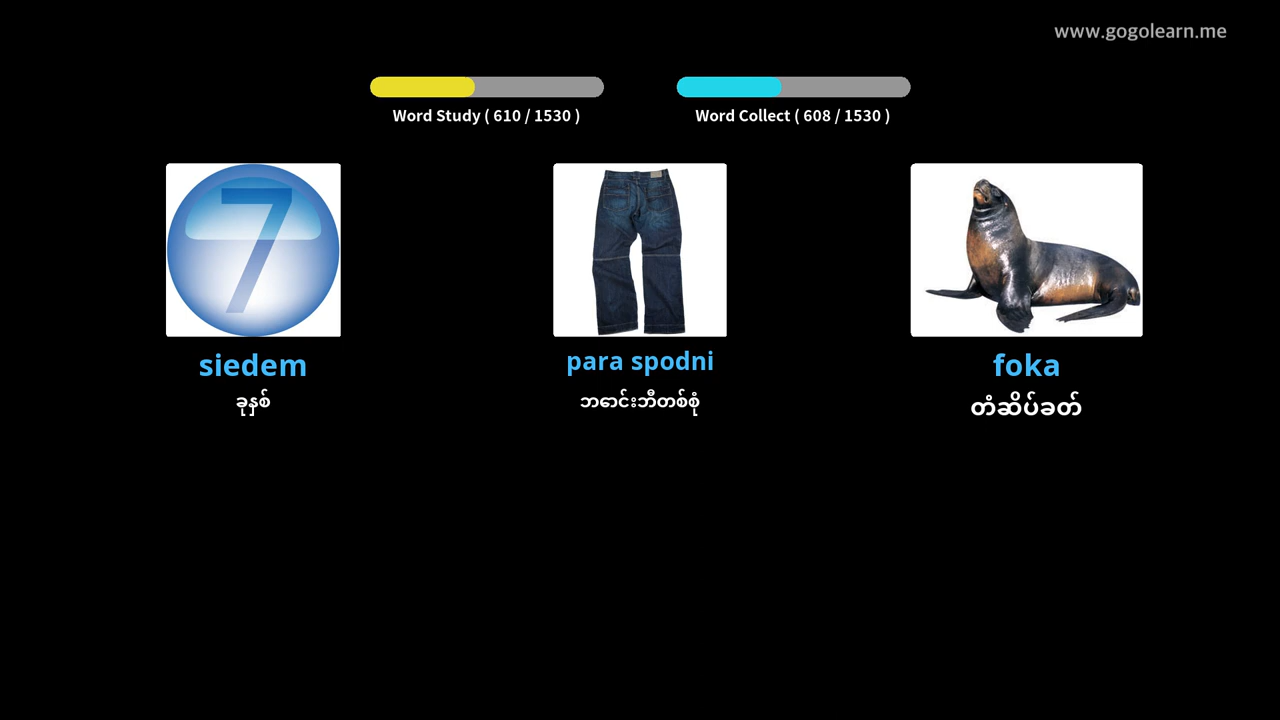 www.gogolearn.me
Word Study ( 610 / 1530 )
Word Collect ( 608 / 1530 )
7
siedem
para spodni
foka
ခုနှစ်
ဘောင်းဘီတစ်စုံ
တံဆိပ်ခတ်